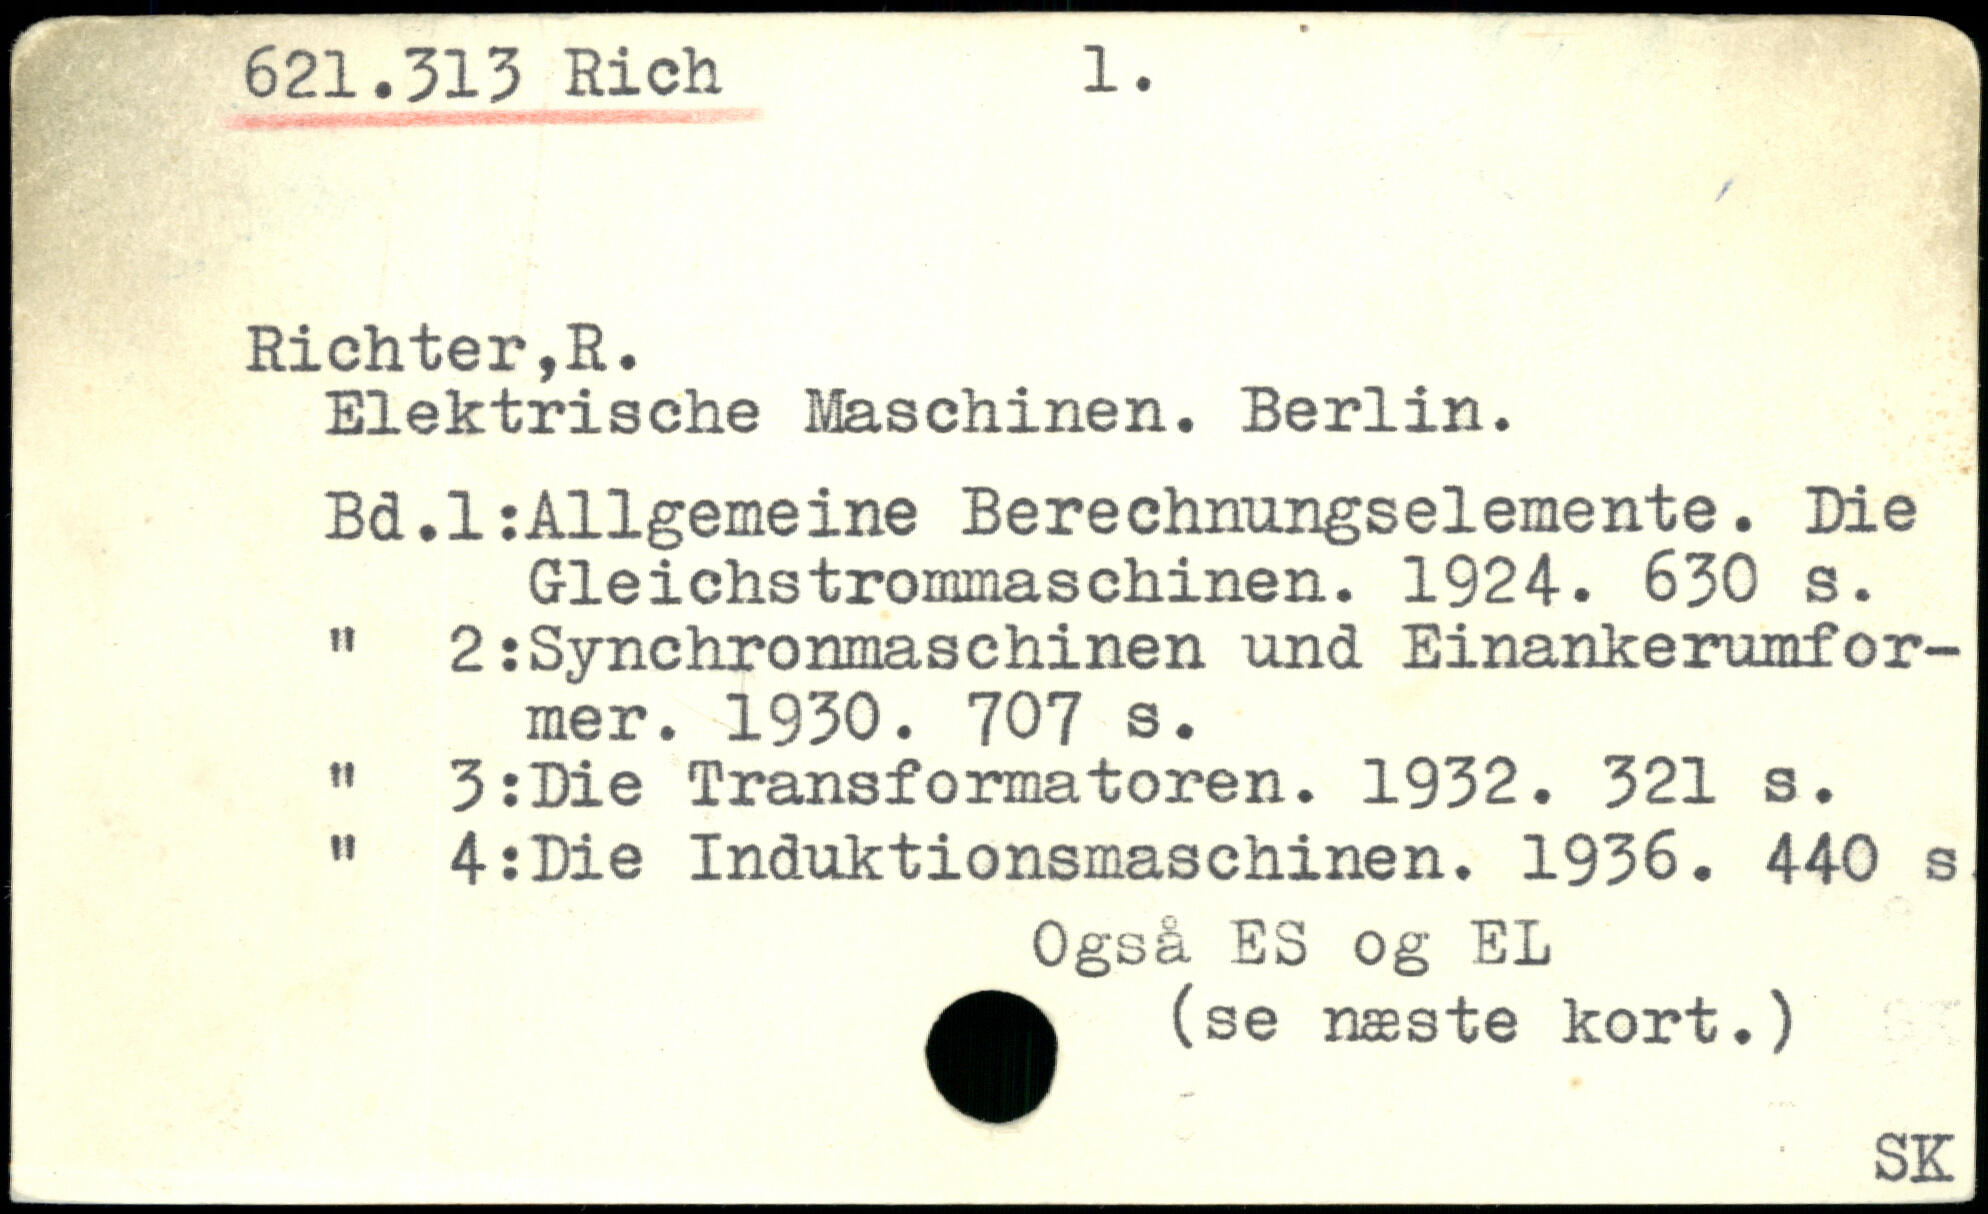 621.313 Rich 1.
Richter,R.
Elektrische Maschinen. Berlin.
Bd.1:Allgemeine Berechnungselemente. Die
Gleichstrommaschinen. 1924. 630 s.
" 2:Synchronmaschinen und Einankerumfor-
mer. 1930. 707 s.
" 3:Die Transformatoren. 1932. 321 s.
" 4:Die Induktionsmaschinen. 1936. 440 s.
Også ES og EL
(se næste kort.)
SK